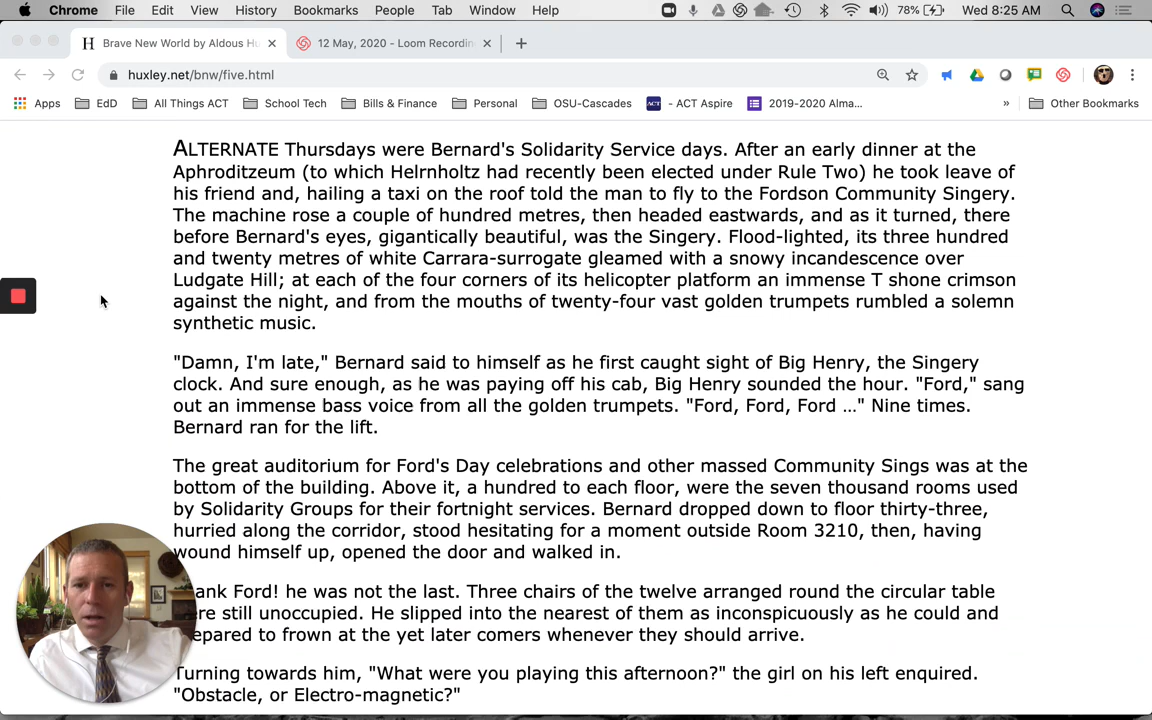 Chrome File Edit View History Bookmarks People Tab Window Help 78% Wed 8:25 AM
H Brave New World by Aldous Hu 12 May, 2020 - Loom Recordin
huxley.net/bnw/five.html
Apps EdD All Things ACT School Tech Bills & Finance Personal OSU-Cascades ACT - ACT Aspire 2019-2020 Alma... » Other Bookmarks
ALTERNATE Thursdays were Bernard's Solidarity Service days. After an early dinner at the
Aphroditzeum (to which Helrnholtz had recently been elected under Rule Two) he took leave of
his friend and, hailing a taxi on the roof told the man to fly to the Fordson Community Singery.
The machine rose a couple of hundred metres, then headed eastwards, and as it turned, there
before Bernard's eyes, gigantically beautiful, was the Singery. Flood-lighted, its three hundred
and twenty metres of white Carrara-surrogate gleamed with a snowy incandescence over
Ludgate Hill; at each of the four corners of its helicopter platform an immense T shone crimson
against the night, and from the mouths of twenty-four vast golden trumpets rumbled a solemn
synthetic music.
"Damn, I'm late," Bernard said to himself as he first caught sight of Big Henry, the Singery
clock. And sure enough, as he was paying off his cab, Big Henry sounded the hour. "Ford," sang
out an immense bass voice from all the golden trumpets. "Ford, Ford, Ford …" Nine times.
Bernard ran for the lift.
The great auditorium for Ford's Day celebrations and other massed Community Sings was at the
bottom of the building. Above it, a hundred to each floor, were the seven thousand rooms used
by Solidarity Groups for their fortnight services. Bernard dropped down to floor thirty-three,
hurried along the corridor, stood hesitating for a moment outside Room 3210, then, having
wound himself up, opened the door and walked in.
ank Ford! he was not the last. Three chairs of the twelve arranged round the circular table
re still unoccupied. He slipped into the nearest of them as inconspicuously as he could and
epared to frown at the yet later comers whenever they should arrive.
Turning towards him, "What were you playing this afternoon?" the girl on his left enquired.
"Obstacle, or Electro-magnetic?"